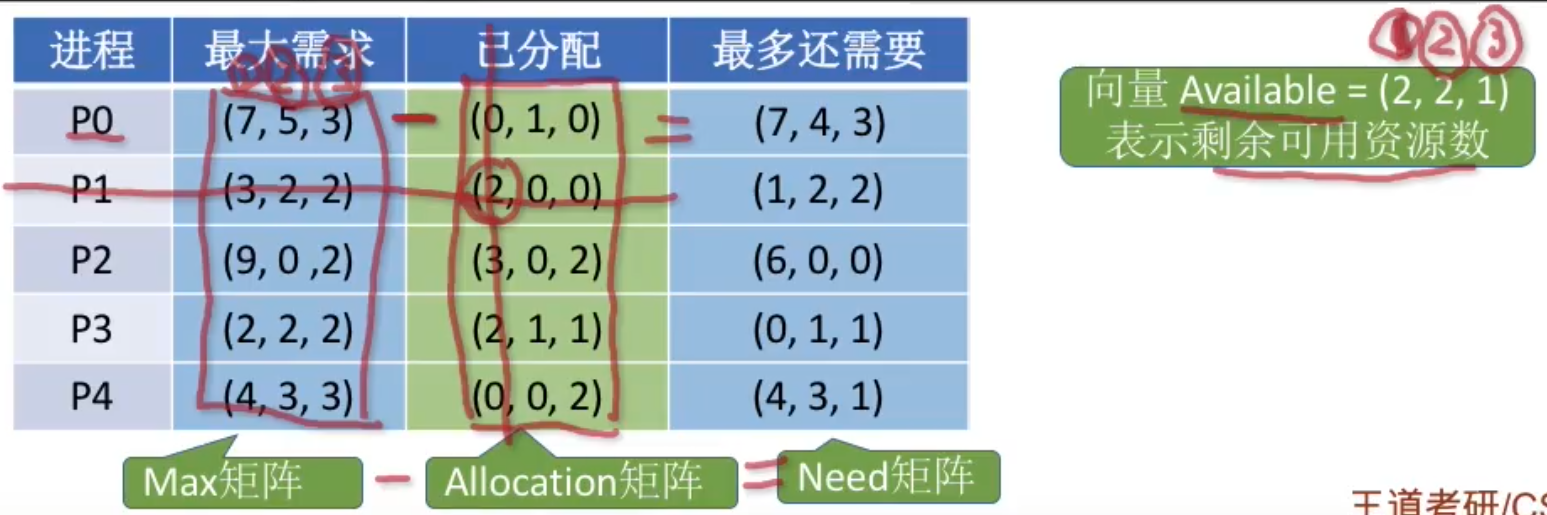 进程 最大需求 已分配 最多还需要
① ② ③
① ② ③
P0 (7, 5, 3) − (0, 1, 0) = (7, 4, 3)
P1 (3, 2, 2) (2, 0, 0) (1, 2, 2)
P2 (9, 0 ,2) (3, 0, 2) (6, 0, 0)
P3 (2, 2, 2) (2, 1, 1) (0, 1, 1)
P4 (4, 3, 3) (0, 0, 2) (4, 3, 1)
Max矩阵 − Allocation矩阵 = Need矩阵
向量 Available = (2, 2, 1)
表示剩余可用资源数
王道考研/CS